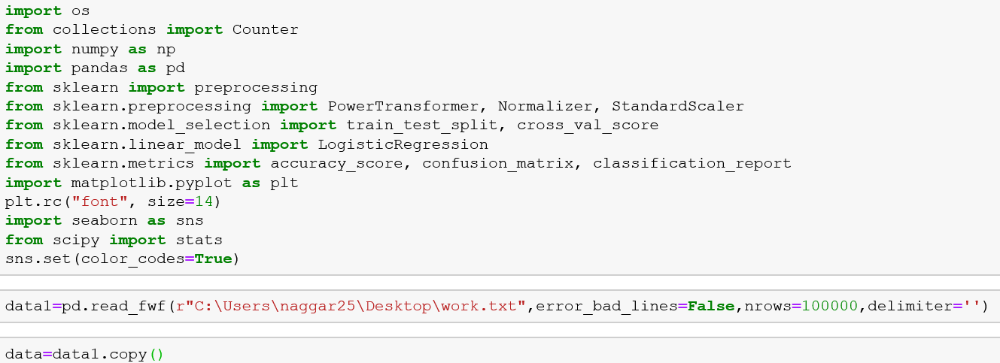 import os
from collections import Counter
import numpy as np
import pandas as pd
from sklearn import preprocessing
from sklearn.preprocessing import PowerTransformer, Normalizer, StandardScaler
from sklearn.model_selection import train_test_split, cross_val_score
from sklearn.linear_model import LogisticRegression
from sklearn.metrics import accuracy_score, confusion_matrix, classification_report
import matplotlib.pyplot as plt
plt.rc("font", size=14)
import seaborn as sns
from scipy import stats
sns.set(color_codes=True)
data1=pd.read_fwf(r"C:\Users\naggar25\Desktop\work.txt",error_bad_lines=False,nrows=100000,delimiter='')
data=data1.copy()